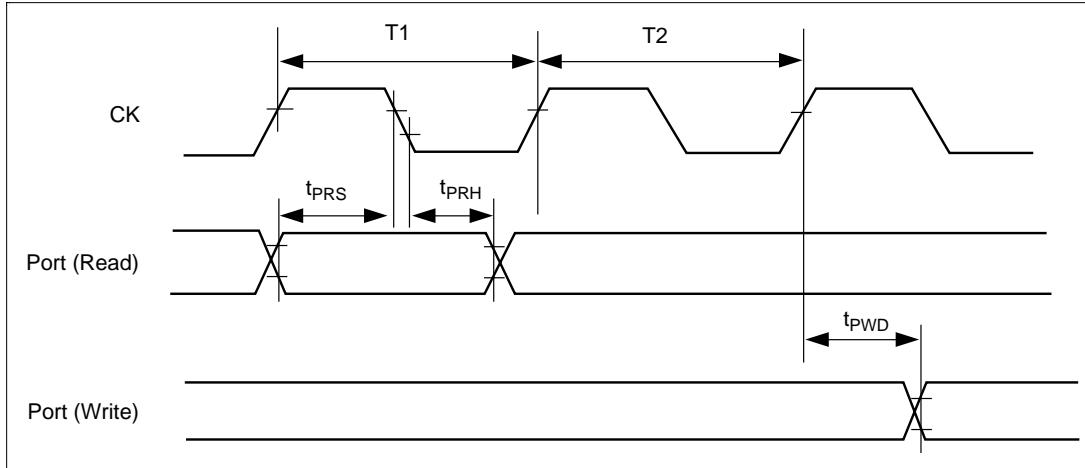 T1
T2
CK
tPRS
tPRH
Port (Read)
tPWD
Port (Write)